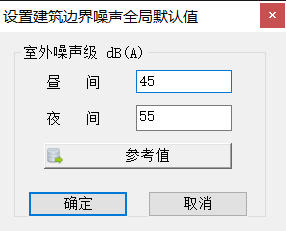 设置建筑边界噪声全局默认值
室外噪声级 dB(A)
昼 间 45
夜 间 55
参考值
确定 取消